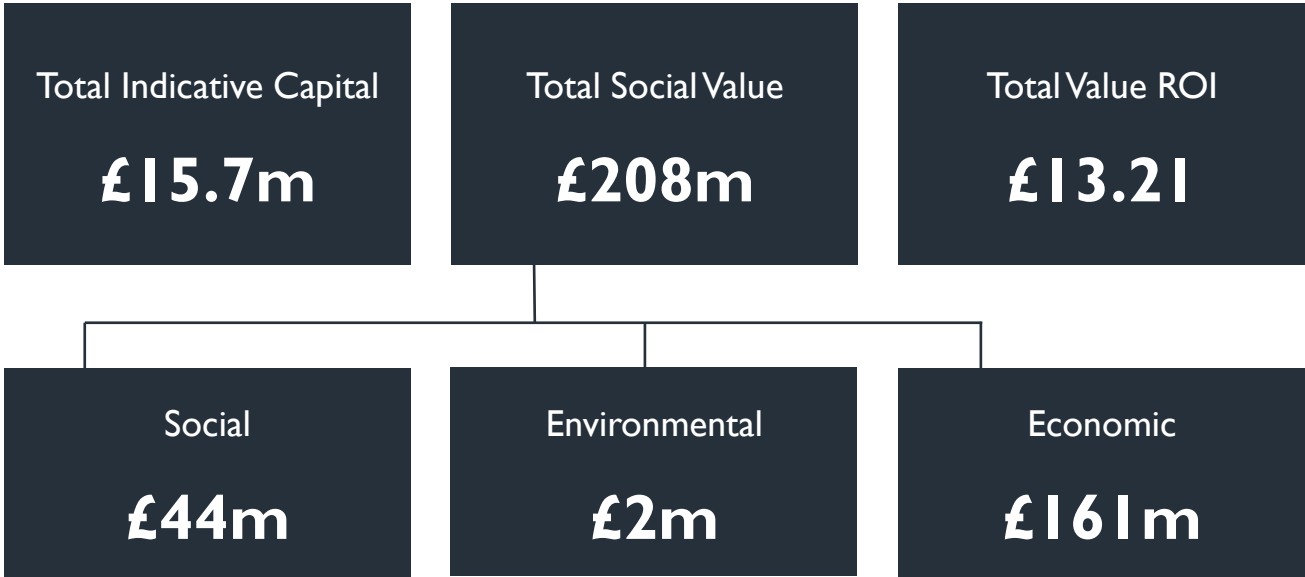 Total Indicative Capital
£15.7m
Total Social Value
£208m
Total Value ROI
£13.21
Social
£44m
Environmental
£2m
Economic
£161m